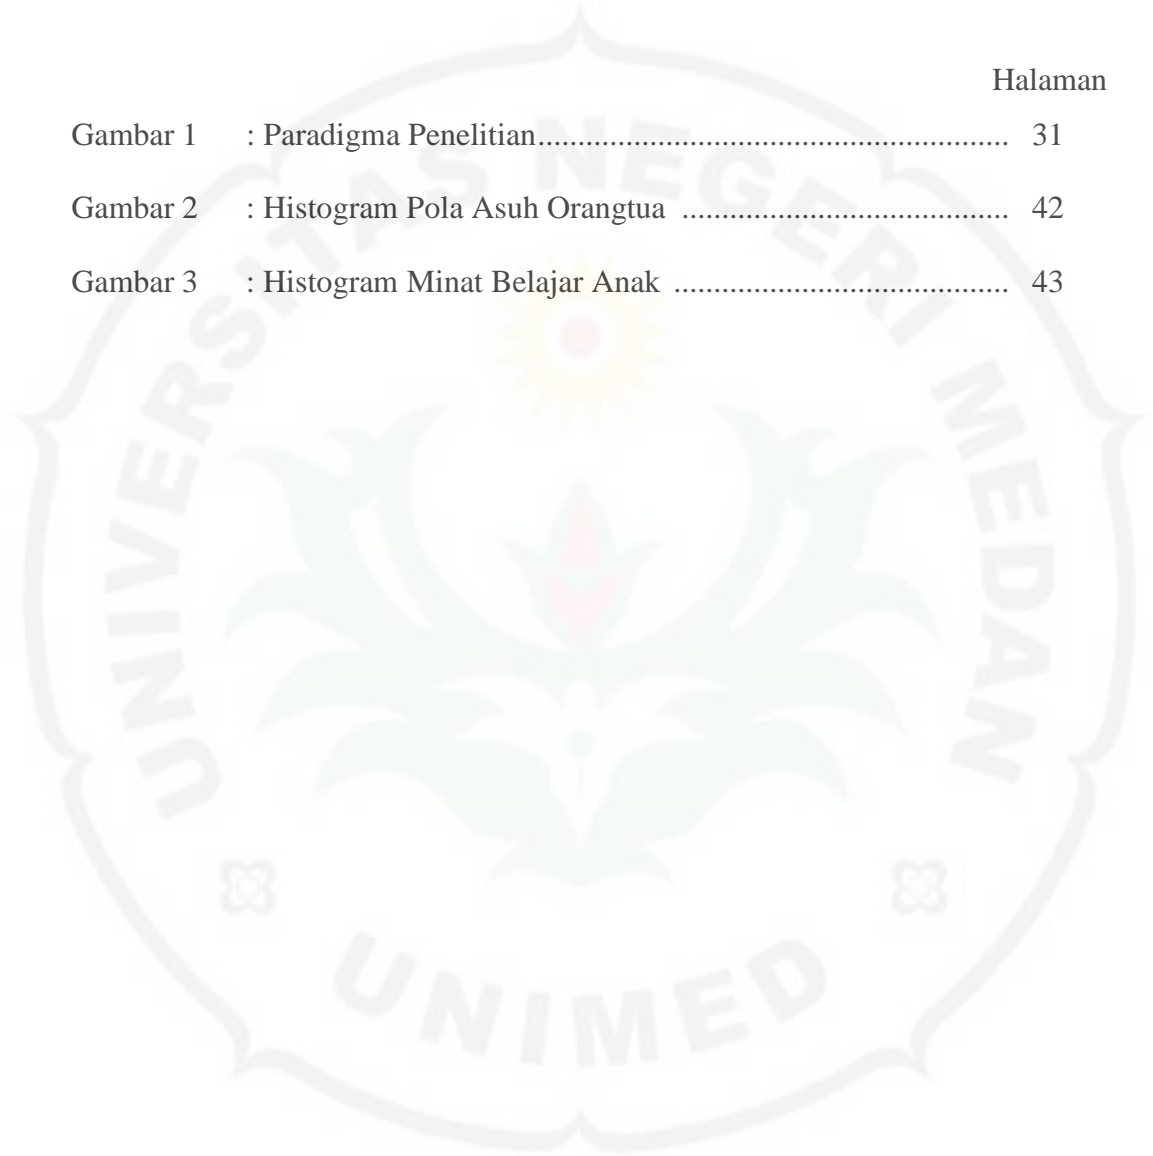 Halaman
Gambar 1 : Paradigma Penelitian........................................................... 31
Gambar 2 : Histogram Pola Asuh Orangtua ......................................... 42
Gambar 3 : Histogram Minat Belajar Anak .......................................... 43
UNIVERSITAS NEGERI MEDAN
UNIMED